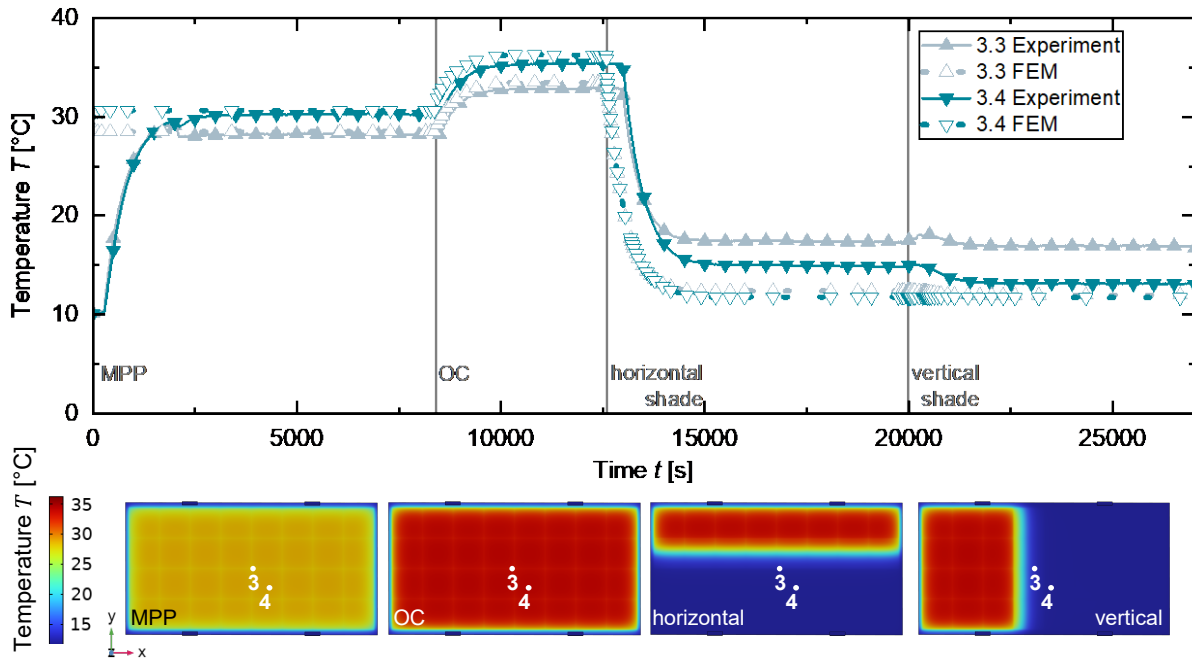 40
30
20
10
0
Temperature T [°C]
3.3 Experiment
3.3 FEM
3.4 Experiment
3.4 FEM
MPP
OC
horizontal
shade
vertical
shade
0 5000 10000 15000 20000 25000
Time t [s]
Temperature T [°C]
35
30
25
20
15
y
z
x
3
4
MPP
3
4
OC
3
4
horizontal
3
4
vertical